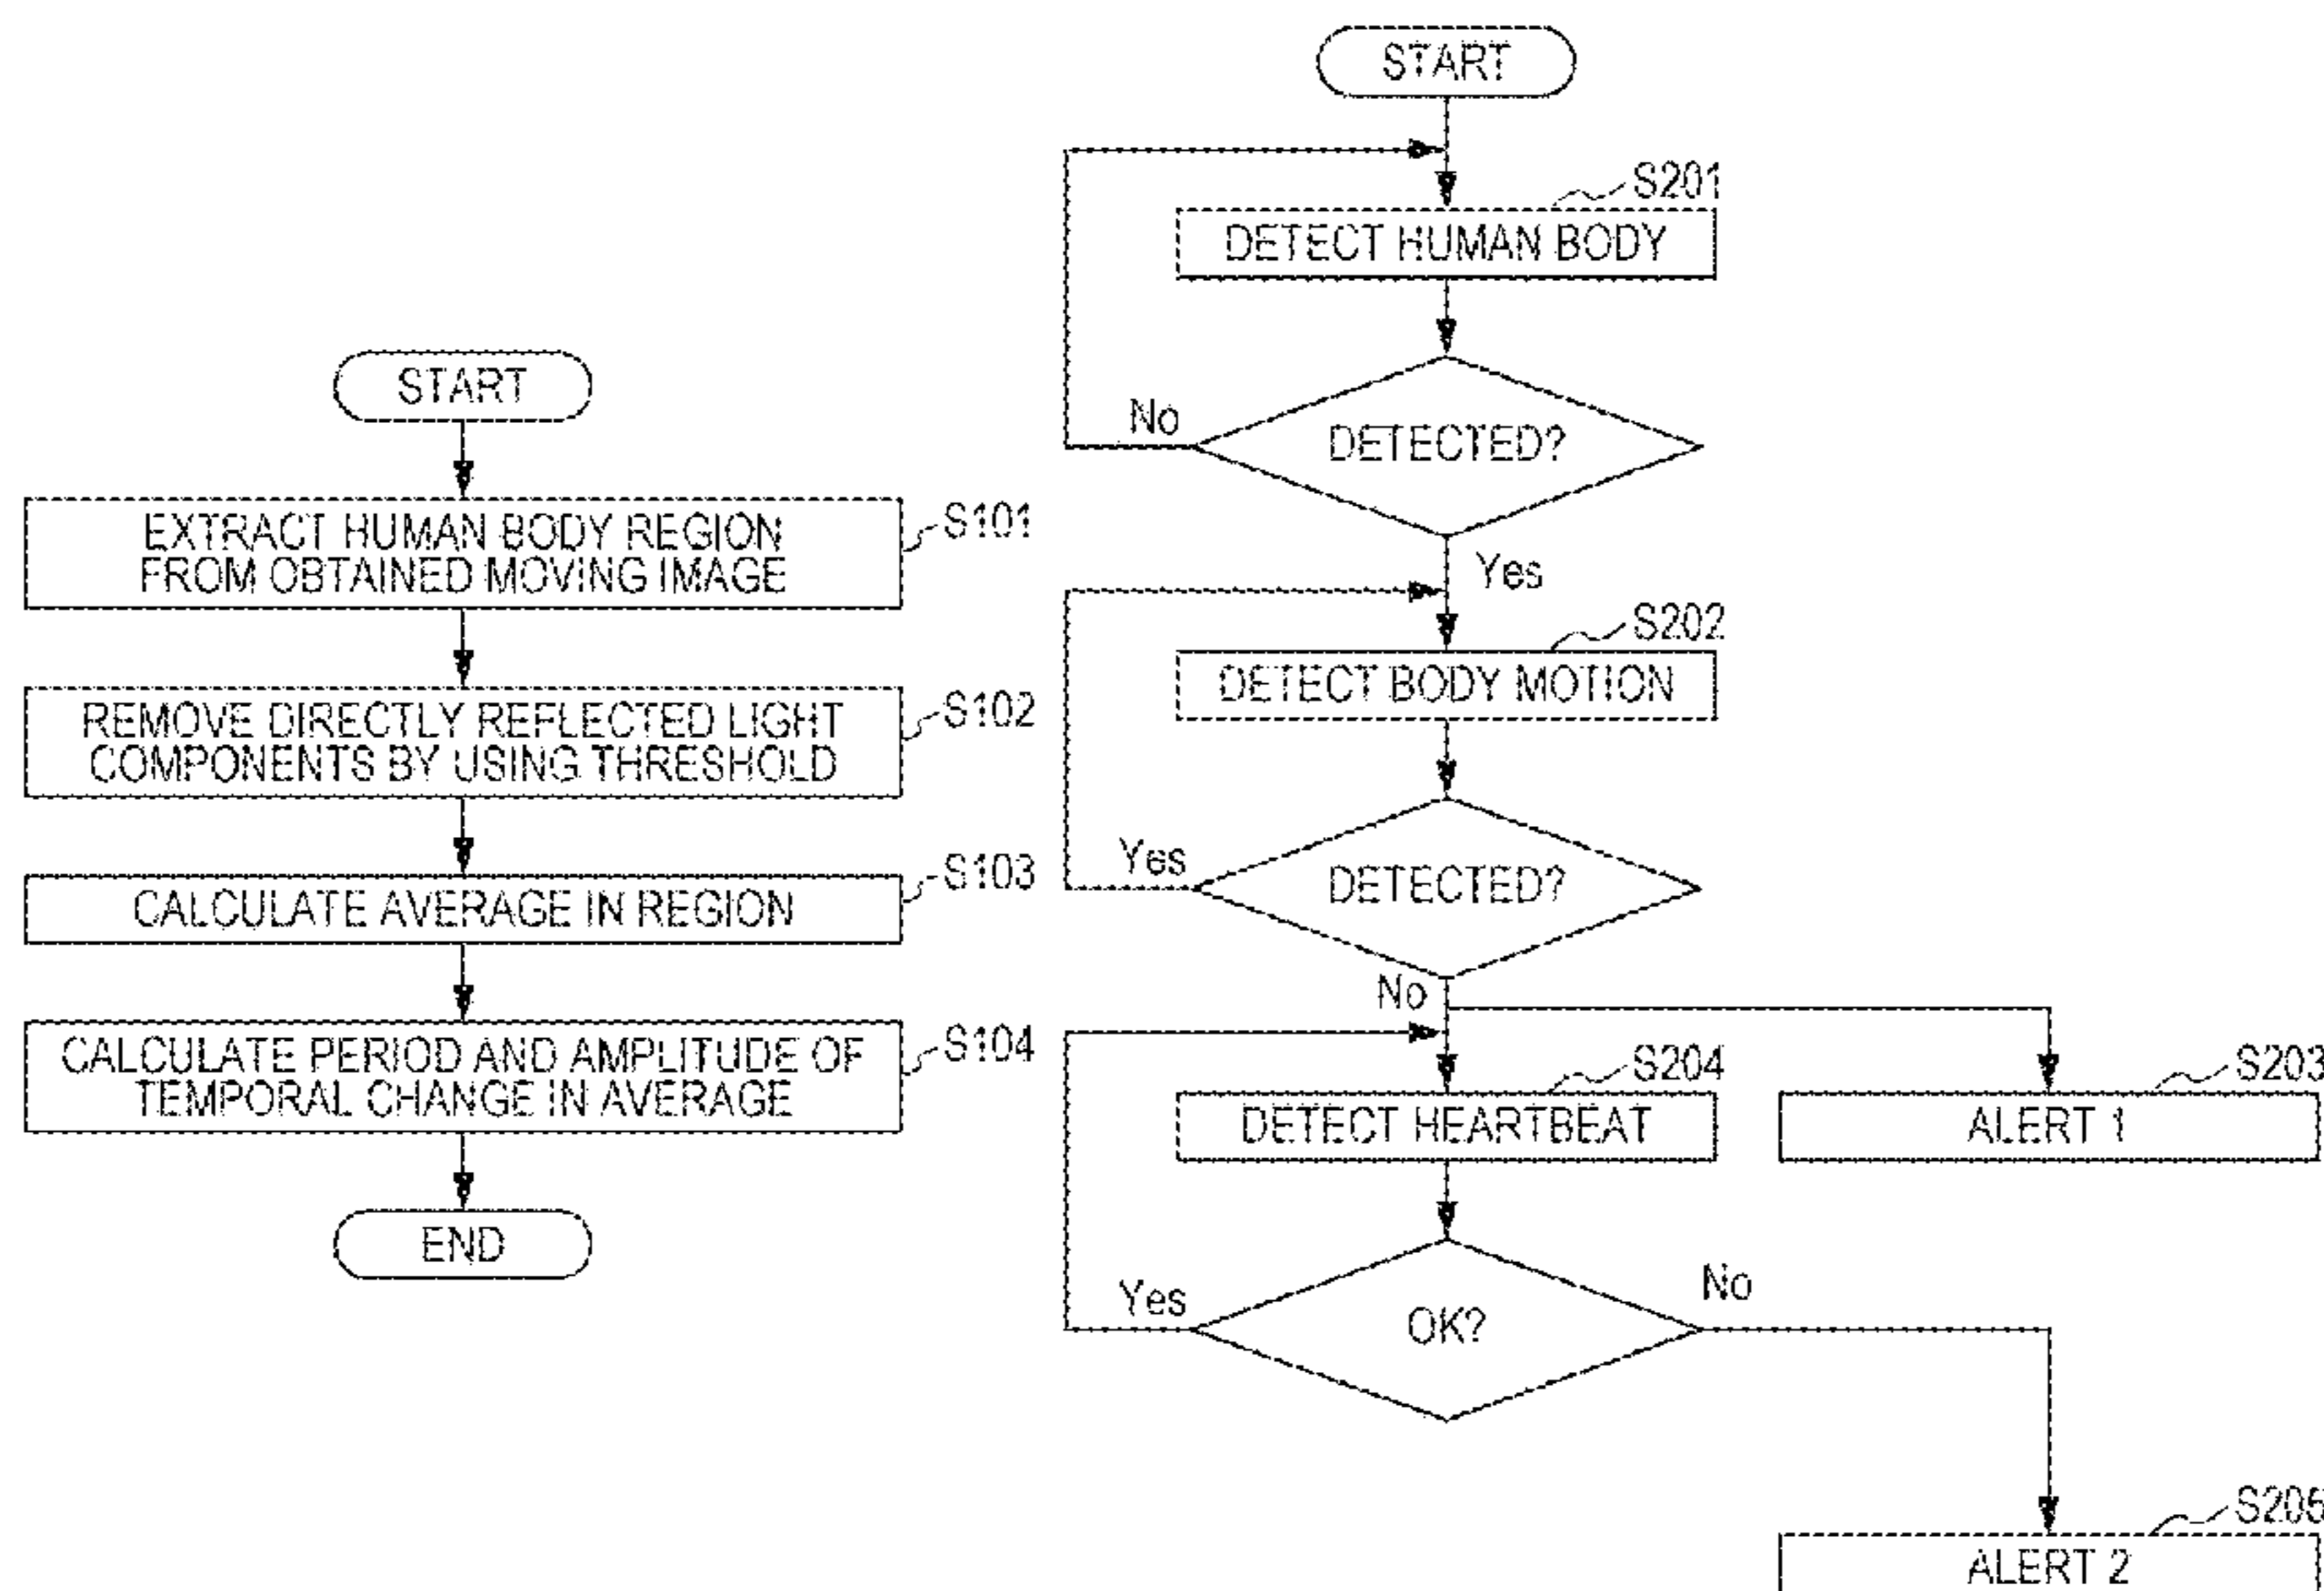 START
EXTRACT HUMAN BODY REGION
FROM OBTAINED MOVING IMAGE
S101
REMOVE DIRECTLY REFLECTED LIGHT
COMPONENTS BY USING THRESHOLD
S102
CALCULATE AVERAGE IN REGION
S103
CALCULATE PERIOD AND AMPLITUDE OF
TEMPORAL CHANGE IN AVERAGE
S104
END
START
S201
DETECT HUMAN BODY
No
DETECTED?
Yes
S202
DETECT BODY MOTION
Yes
DETECTED?
No
S204
DETECT HEARTBEAT
S203
ALERT 1
Yes
OK?
No
S205
ALERT 2